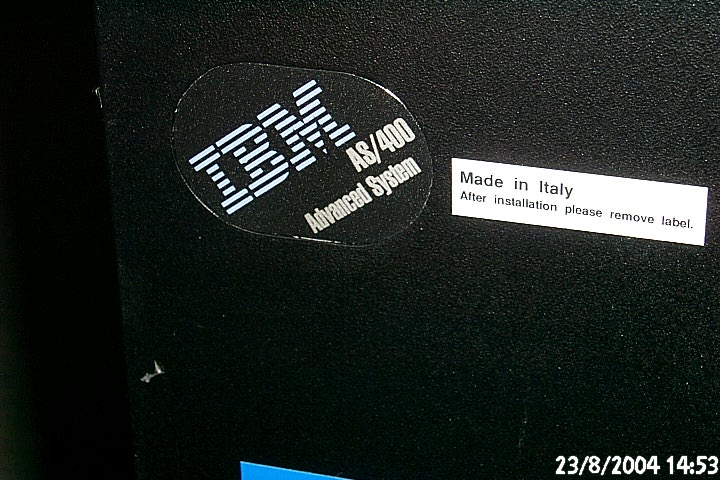 IBM
AS/400
Advanced System
Made in Italy
After installation please remove label.
23/8/2004 14:53